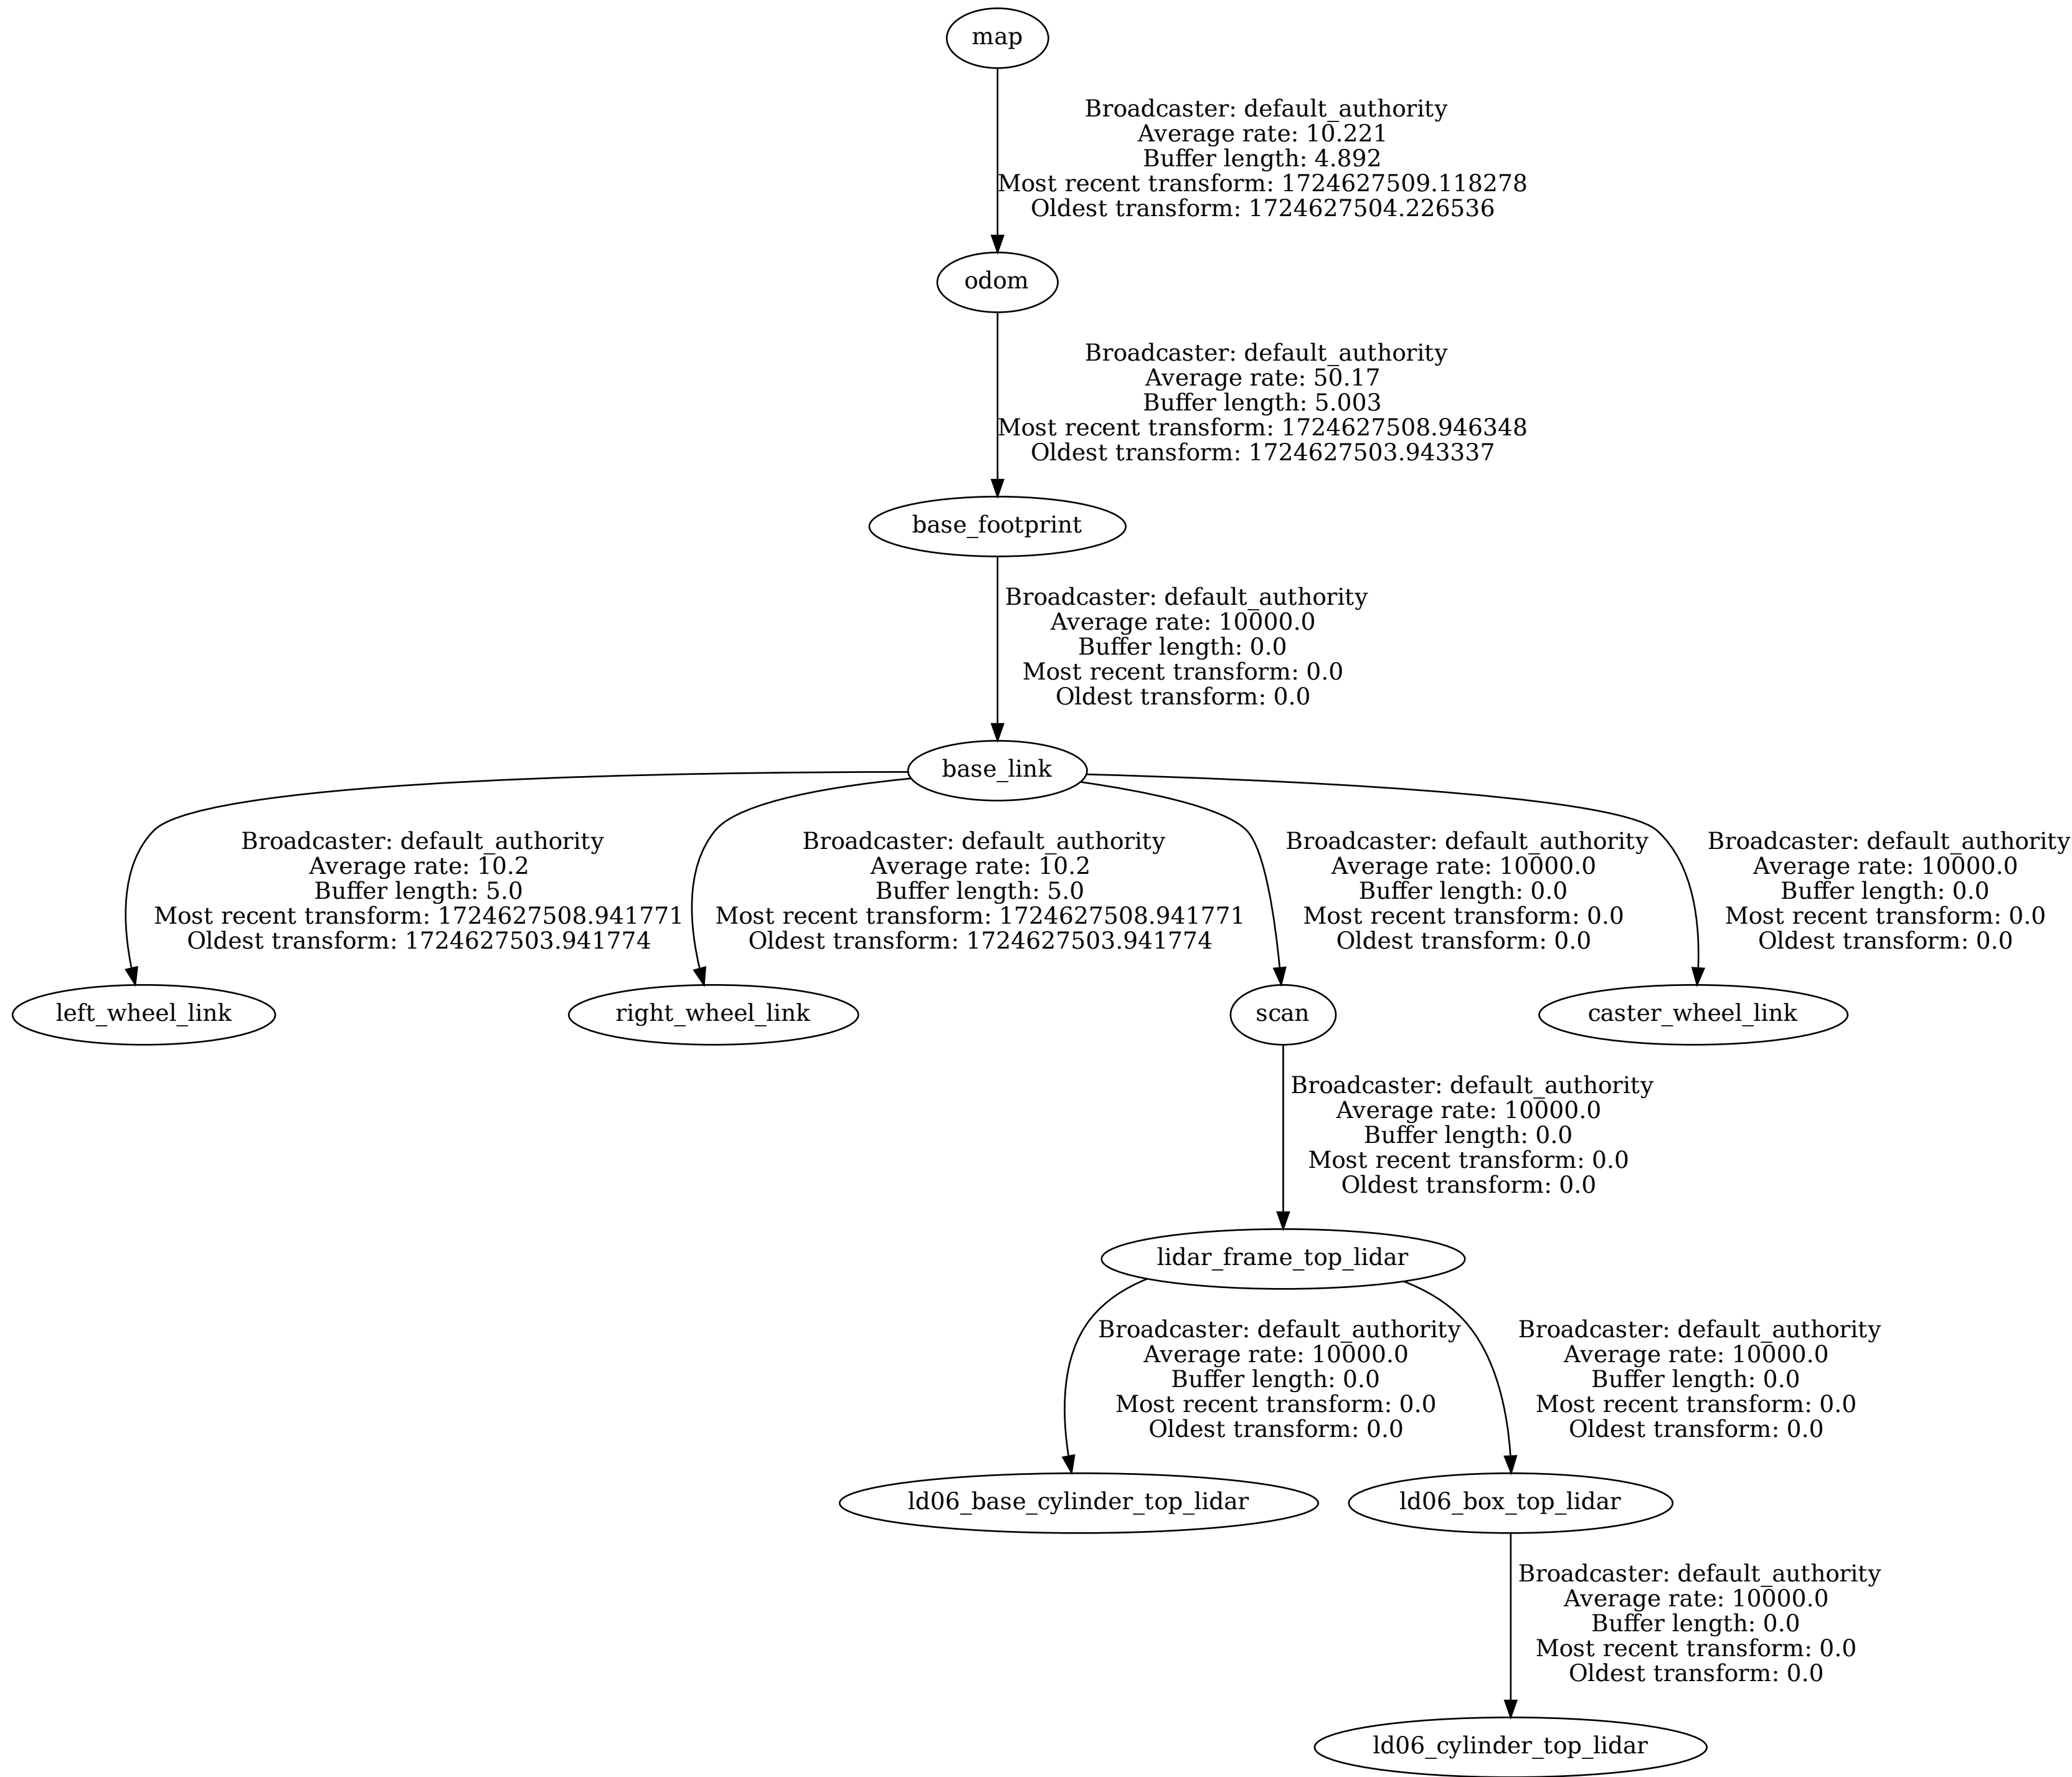 map
Broadcaster: default_authority
Average rate: 10.221
Buffer length: 4.892
Most recent transform: 1724627509.118278
Oldest transform: 1724627504.226536
odom
Broadcaster: default_authority
Average rate: 50.17
Buffer length: 5.003
Most recent transform: 1724627508.946348
Oldest transform: 1724627503.943337
base_footprint
Broadcaster: default_authority
Average rate: 10000.0
Buffer length: 0.0
Most recent transform: 0.0
Oldest transform: 0.0
base_link
Broadcaster: default_authority
Average rate: 10.2
Buffer length: 5.0
Most recent transform: 1724627508.941771
Oldest transform: 1724627503.941774
Broadcaster: default_authority
Average rate: 10.2
Buffer length: 5.0
Most recent transform: 1724627508.941771
Oldest transform: 1724627503.941774
Broadcaster: default_authority
Average rate: 10000.0
Buffer length: 0.0
Most recent transform: 0.0
Oldest transform: 0.0
Broadcaster: default_authority
Average rate: 10000.0
Buffer length: 0.0
Most recent transform: 0.0
Oldest transform: 0.0
left_wheel_link
right_wheel_link
scan
caster_wheel_link
Broadcaster: default_authority
Average rate: 10000.0
Buffer length: 0.0
Most recent transform: 0.0
Oldest transform: 0.0
lidar_frame_top_lidar
Broadcaster: default_authority
Average rate: 10000.0
Buffer length: 0.0
Most recent transform: 0.0
Oldest transform: 0.0
Broadcaster: default_authority
Average rate: 10000.0
Buffer length: 0.0
Most recent transform: 0.0
Oldest transform: 0.0
ld06_base_cylinder_top_lidar
ld06_box_top_lidar
Broadcaster: default_authority
Average rate: 10000.0
Buffer length: 0.0
Most recent transform: 0.0
Oldest transform: 0.0
ld06_cylinder_top_lidar